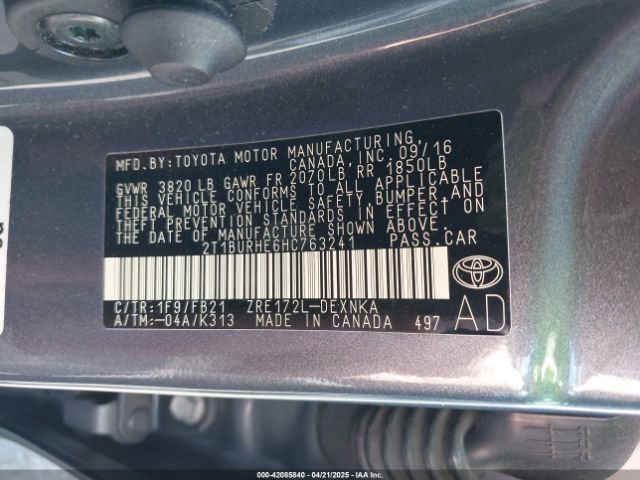 MFD.BY:TOYOTA MOTOR MANUFACTURING
CANADA, INC. 09/16
GVWR 3820 LB GAWR FR 2070LB RR 1850LB
THIS VEHICLE CONFORMS TO ALL APPLICABLE
FEDERAL MOTOR VEHICLE SAFETY, BUMPER AND
THEFT PREVENTION STANDARDS IN EFFECT ON
THE DATE OF MANUFACTURE SHOWN ABOVE.
2T1BURHE6HC763241 PASS.CAR
C/TR:1F9/FB21 ZRE172L-DEXNKA
A/TM:-04A/K313 MADE IN CANADA 497
AD
000-42085840 04/21/2025 IAAI.COM